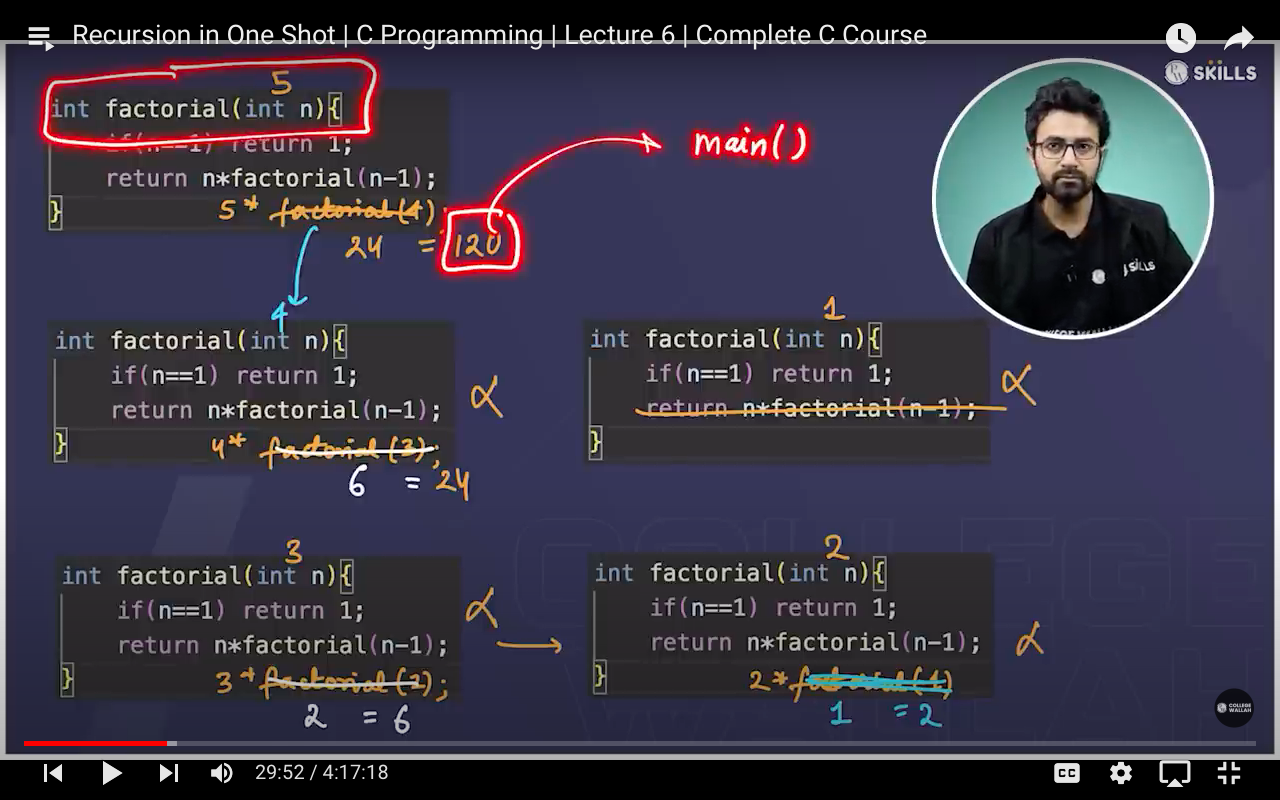 Recursion in One Shot | C Programming | Lecture 6 | Complete C Course
SKILLS
5
int factorial(int n){
if(n==1) return 1;
return n*factorial(n-1);
}
5* factorial(4);
24 = 120
main()
4
int factorial(int n){
if(n==1) return 1;
return n*factorial(n-1);
}
4* factorial(3);
6 = 24
α
1
int factorial(int n){
if(n==1) return 1;
return n*factorial(n-1);
}
α
3
int factorial(int n){
if(n==1) return 1;
return n*factorial(n-1);
}
3* factorial(2);
2 = 6
α
2
int factorial(int n){
if(n==1) return 1;
return n*factorial(n-1);
}
2* factorial(1)
1 = 2
α
COLLEGE
WALLAH
COLLEGE
WALLAH
29:52 / 4:17:18
CC